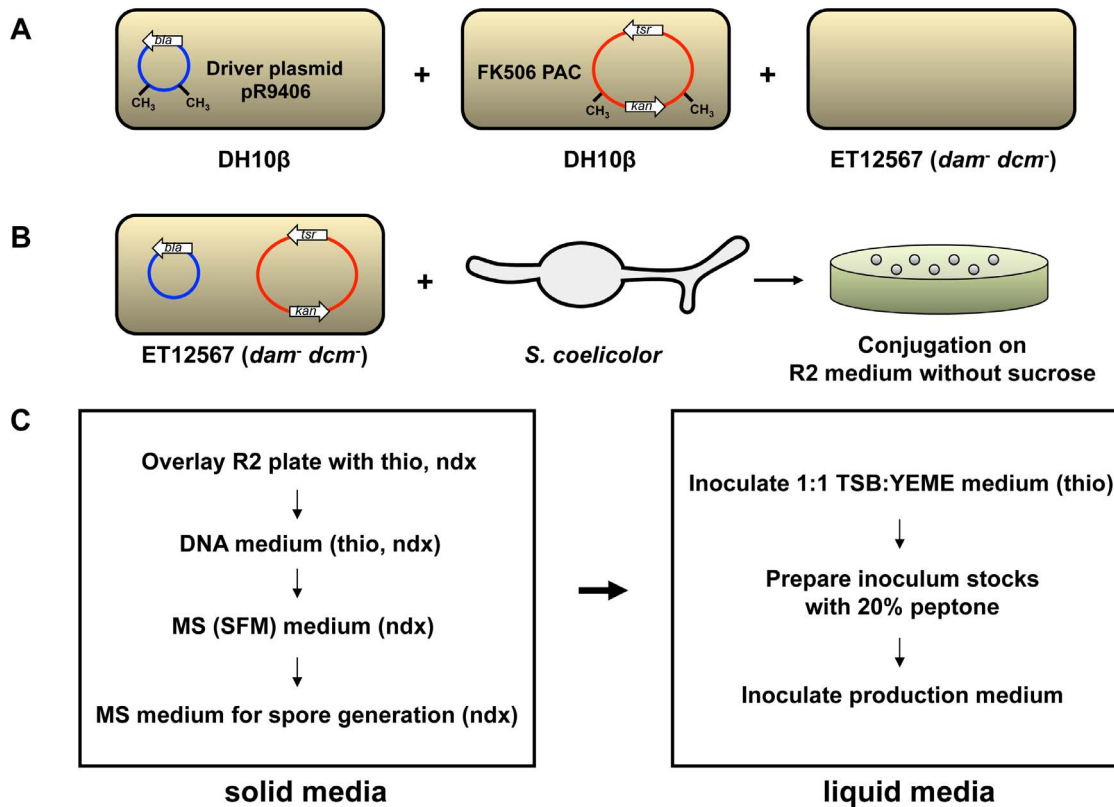 A
bla
Driver plasmid
pR9406
CH₃ CH₃
DH10β
+
FK506 PAC
tsr
kan
CH₃ CH₃
DH10β
+
ET12567 (dam⁻ dcm⁻)
B
bla
tsr
kan
ET12567 (dam⁻ dcm⁻)
+
S. coelicolor
Conjugation on
R2 medium without sucrose
C
Overlay R2 plate with thio, ndx
DNA medium (thio, ndx)
MS (SFM) medium (ndx)
MS medium for spore generation (ndx)
solid media
Inoculate 1:1 TSB:YEME medium (thio)
Prepare inoculum stocks
with 20% peptone
Inoculate production medium
liquid media